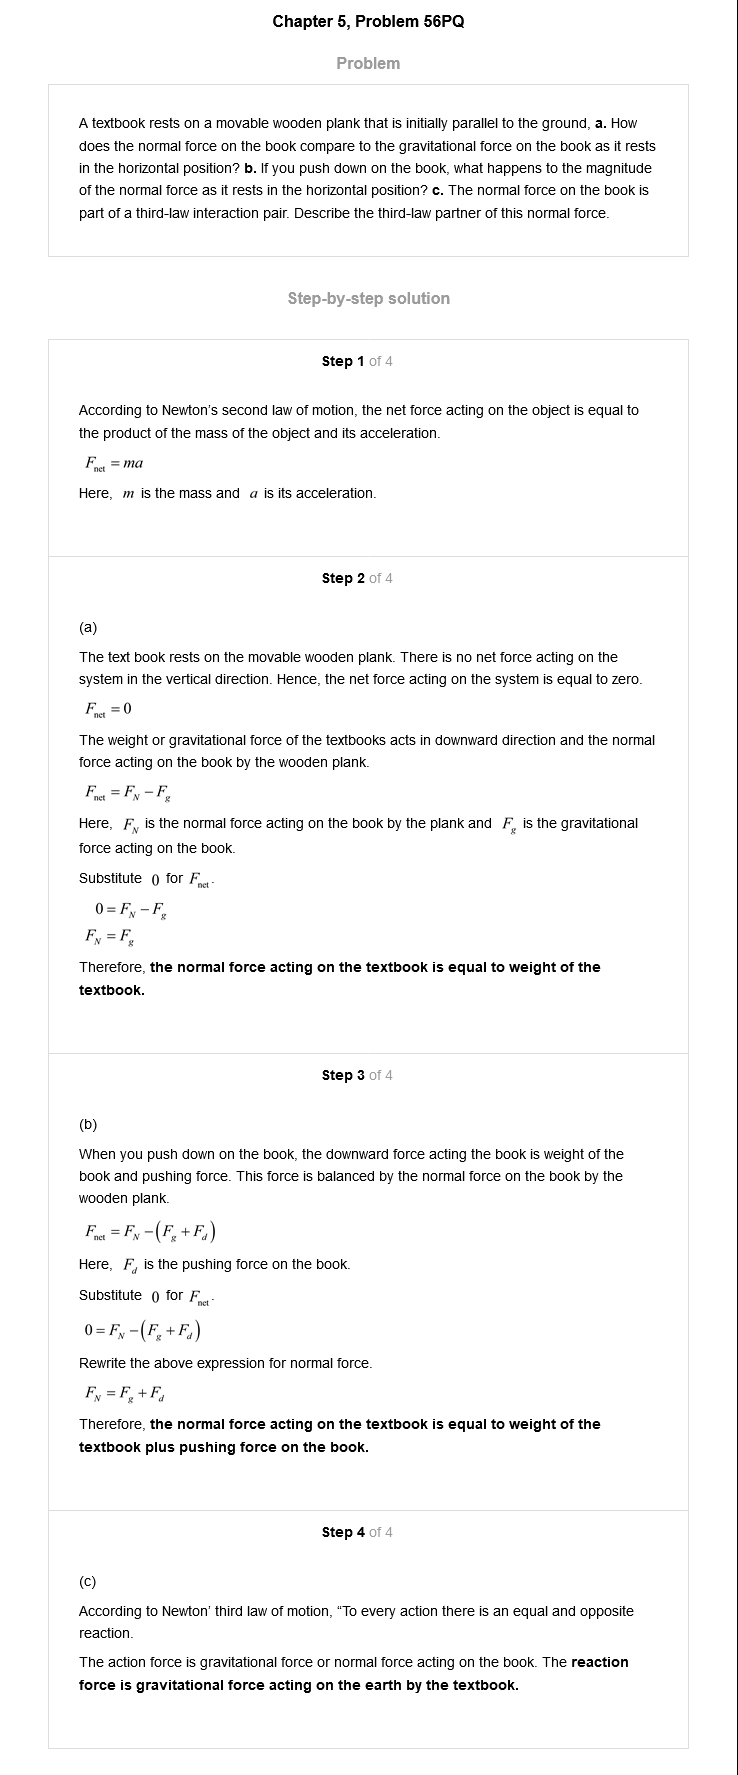 Chapter 5, Problem 56PQ
Problem
A textbook rests on a movable wooden plank that is initially parallel to the ground, a. How
does the normal force on the book compare to the gravitational force on the book as it rests
in the horizontal position? b. If you push down on the book, what happens to the magnitude
of the normal force as it rests in the horizontal position? c. The normal force on the book is
part of a third-law interaction pair. Describe the third-law partner of this normal force.
Step-by-step solution
Step 1 of 4
According to Newton's second law of motion, the net force acting on the object is equal to
the product of the mass of the object and its acceleration.
F_net = ma
Here, m is the mass and a is its acceleration.
Step 2 of 4
(a)
The text book rests on the movable wooden plank. There is no net force acting on the
system in the vertical direction. Hence, the net force acting on the system is equal to zero.
F_net = 0
The weight or gravitational force of the textbooks acts in downward direction and the normal
force acting on the book by the wooden plank.
F_net = F_N − F_g
Here, F_N is the normal force acting on the book by the plank and F_g is the gravitational
force acting on the book.
Substitute 0 for F_net.
0 = F_N − F_g
F_N = F_g
Therefore, the normal force acting on the textbook is equal to weight of the
textbook.
Step 3 of 4
(b)
When you push down on the book, the downward force acting the book is weight of the
book and pushing force. This force is balanced by the normal force on the book by the
wooden plank.
F_net = F_N − (F_g + F_d)
Here, F_d is the pushing force on the book.
Substitute 0 for F_net.
0 = F_N − (F_g + F_d)
Rewrite the above expression for normal force.
F_N = F_g + F_d
Therefore, the normal force acting on the textbook is equal to weight of the
textbook plus pushing force on the book.
Step 4 of 4
(c)
According to Newton' third law of motion, “To every action there is an equal and opposite
reaction.
The action force is gravitational force or normal force acting on the book. The reaction
force is gravitational force acting on the earth by the textbook.